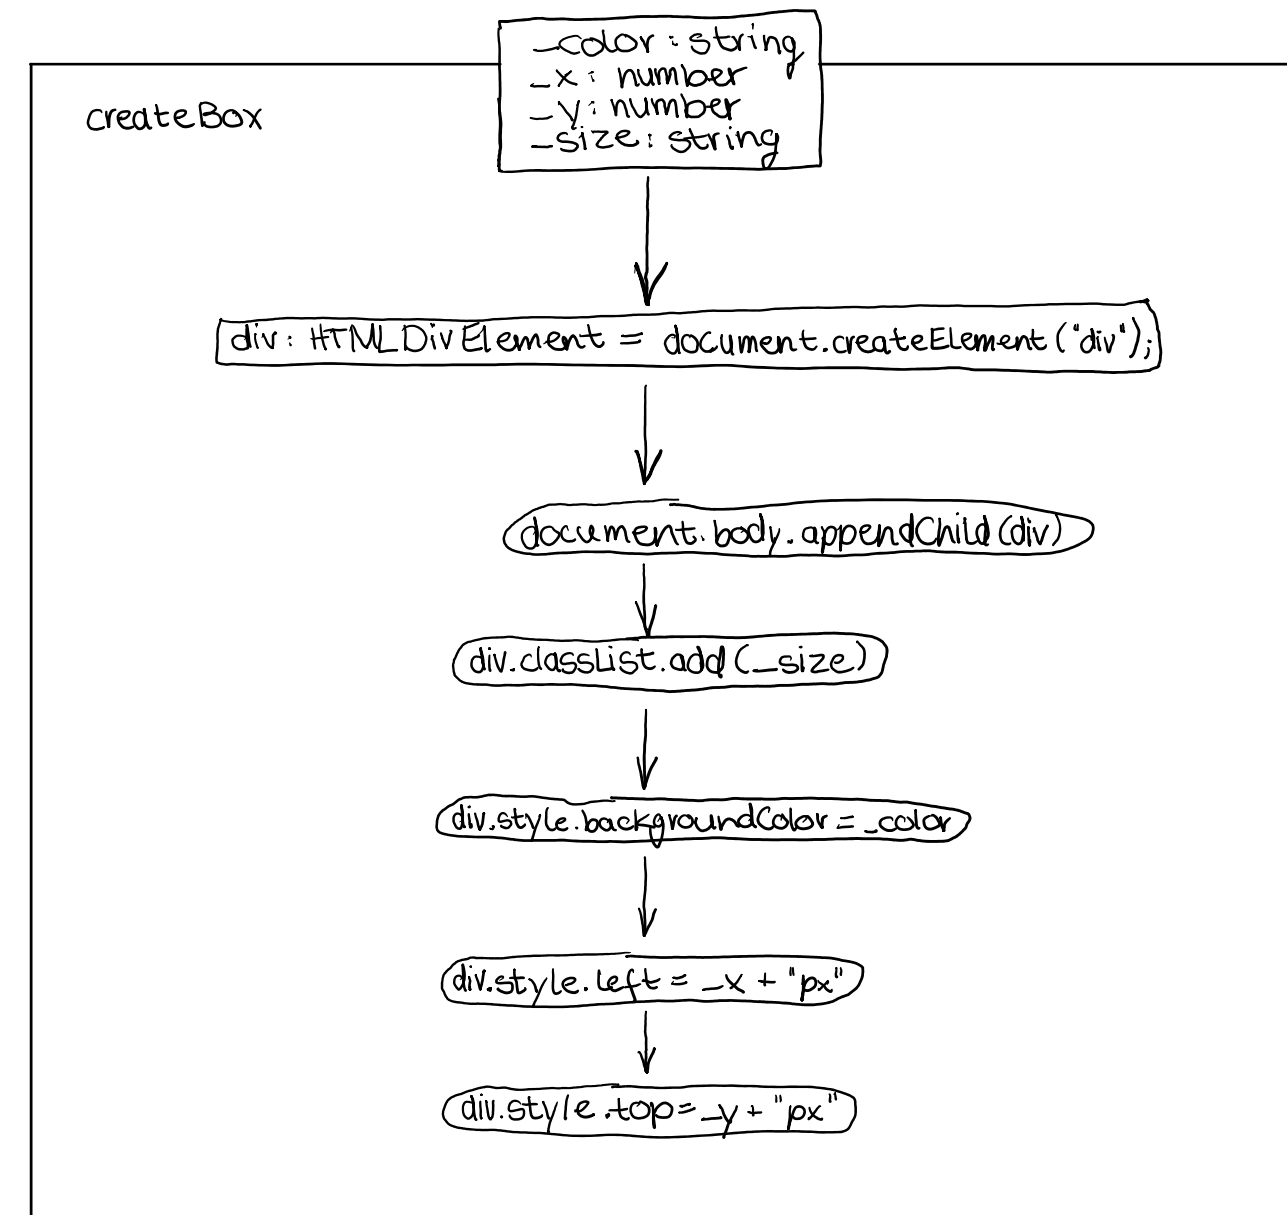 _color: string
_x: number
_y: number
_size: string
createBox
div: HTMLDivElement = document.createElement("div");
document.body.appendChild(div)
div.classList.add(_size)
div.style.backgroundColor = _color
div.style.left = _x + "px"
div.style.top = _y + "px"